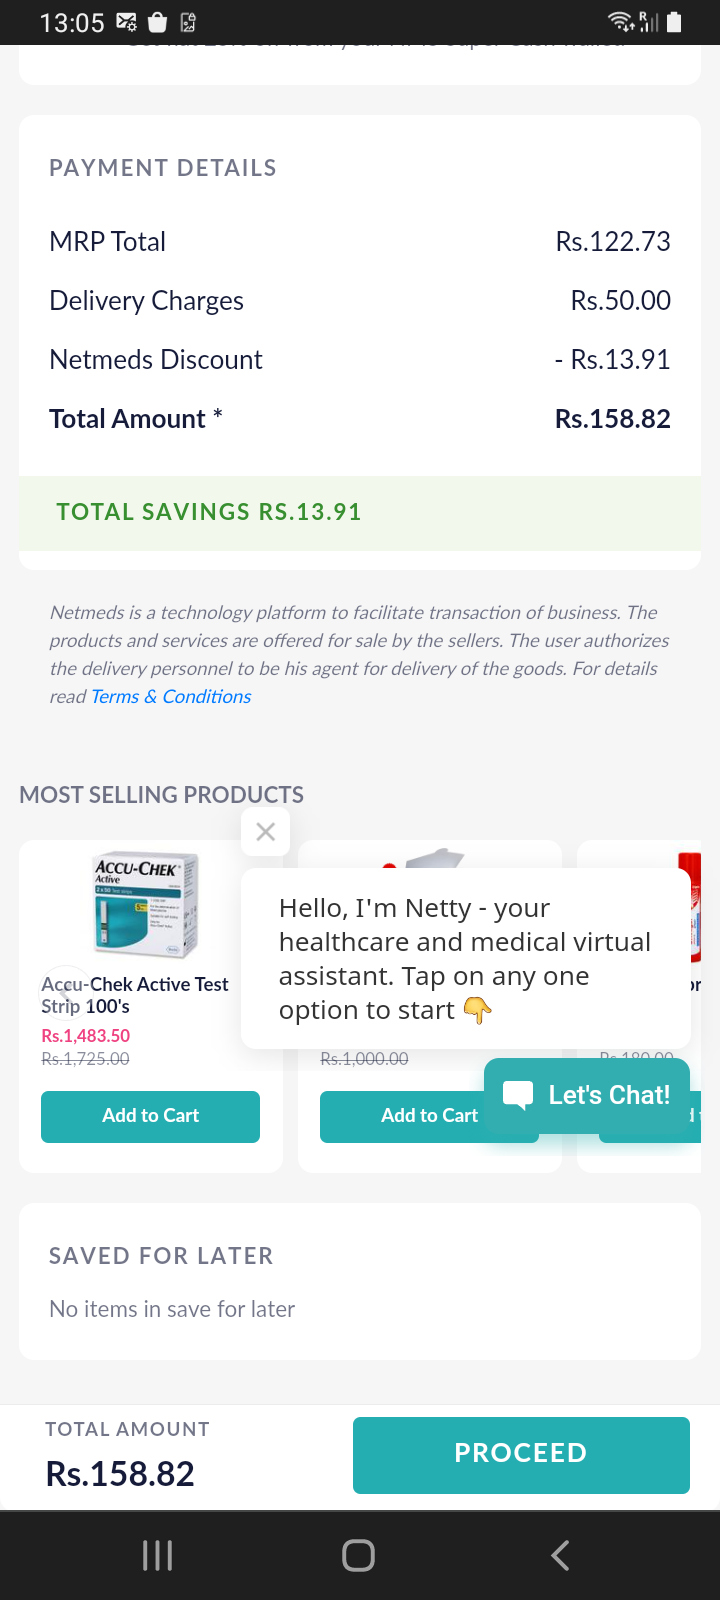 13:05
PAYMENT DETAILS
MRP Total Rs.122.73
Delivery Charges Rs.50.00
Netmeds Discount - Rs.13.91
Total Amount * Rs.158.82
TOTAL SAVINGS RS.13.91
Netmeds is a technology platform to facilitate transaction of business. The
products and services are offered for sale by the sellers. The user authorizes
the delivery personnel to be his agent for delivery of the goods. For details
read Terms & Conditions
MOST SELLING PRODUCTS
ACCU-CHEK
Active
Accu-Chek Active Test
Strip 100's
Rs.1,483.50
Rs.1,725.00
Add to Cart
Hello, I'm Netty - your
healthcare and medical virtual
assistant. Tap on any one
option to start 👇
Rs.1,000.00
Rs.180.00
Add to Cart
Let's Chat!
SAVED FOR LATER
No items in save for later
TOTAL AMOUNT
Rs.158.82
PROCEED